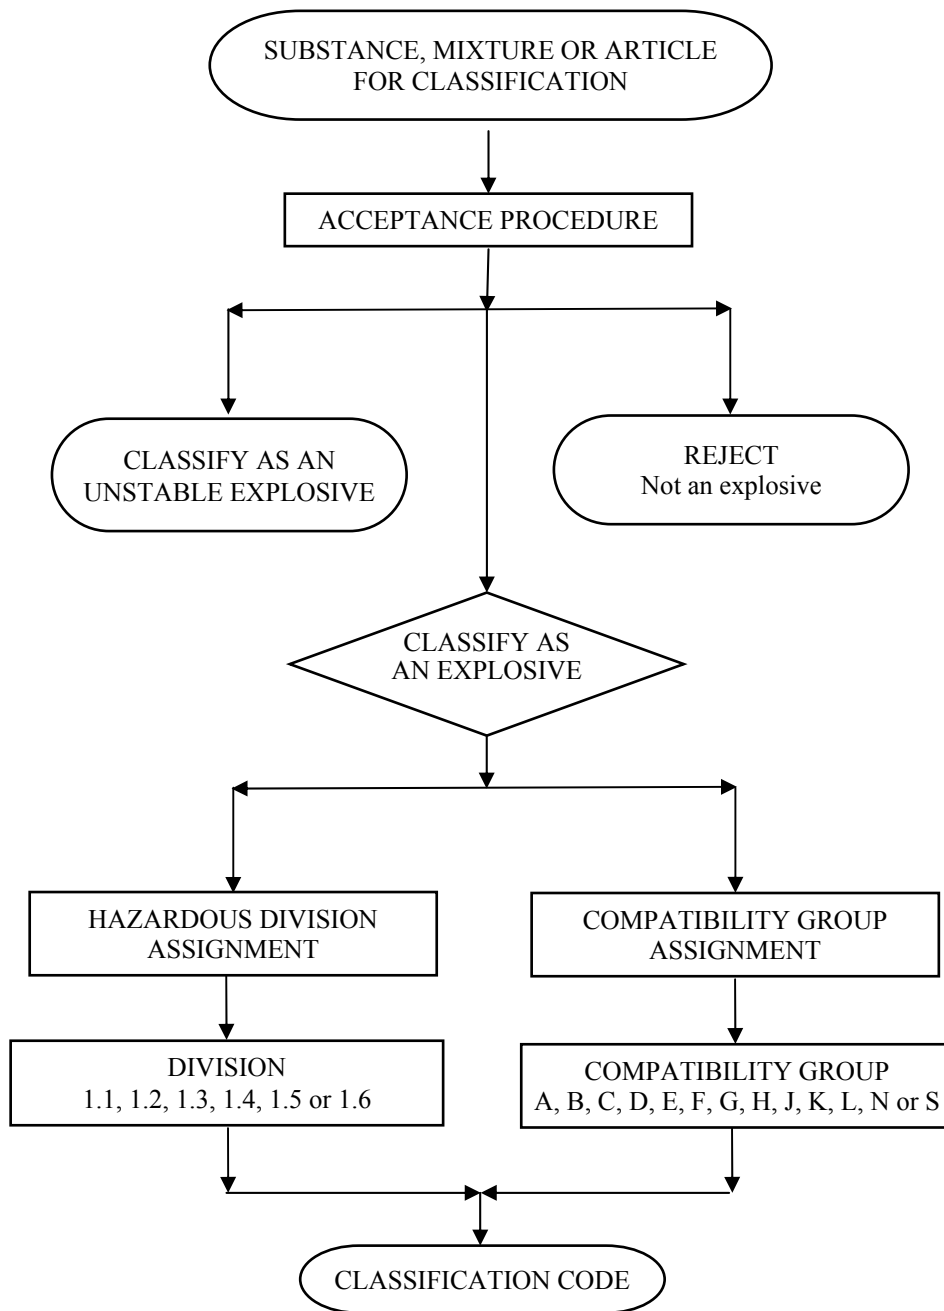 SUBSTANCE, MIXTURE OR ARTICLE
FOR CLASSIFICATION
ACCEPTANCE PROCEDURE
CLASSIFY AS AN
UNSTABLE EXPLOSIVE
REJECT
Not an explosive
CLASSIFY AS
AN EXPLOSIVE
HAZARDOUS DIVISION
ASSIGNMENT
COMPATIBILITY GROUP
ASSIGNMENT
DIVISION
1.1, 1.2, 1.3, 1.4, 1.5 or 1.6
COMPATIBILITY GROUP
A, B, C, D, E, F, G, H, J, K, L, N or S
CLASSIFICATION CODE